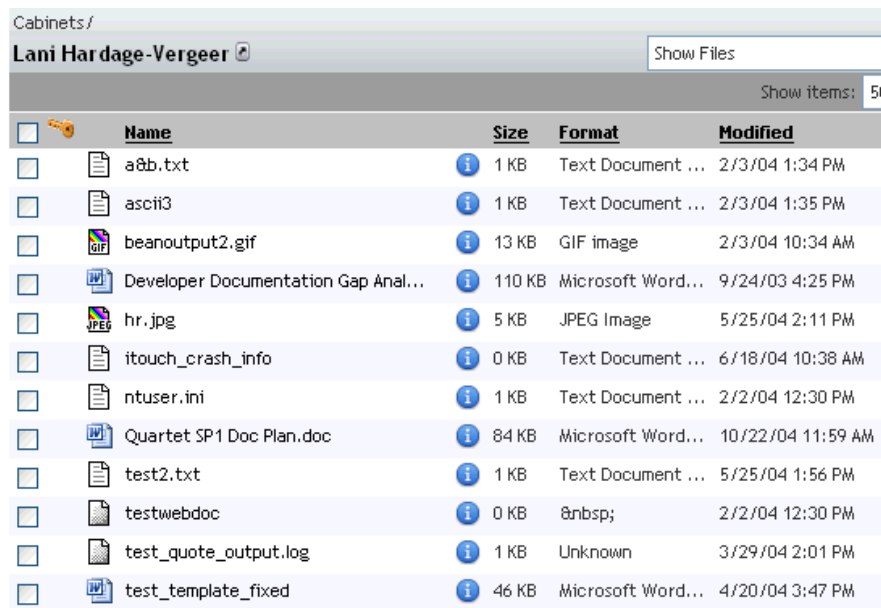 Cabinets/
Lani Hardage-Vergeer
Show Files
Show items: 50
Name Size Format Modified
a&b.txt 1 KB Text Document ... 2/3/04 1:34 PM
ascii3 1 KB Text Document ... 2/3/04 1:35 PM
GIF beanoutput2.gif 13 KB GIF image 2/3/04 10:34 AM
Developer Documentation Gap Anal... 110 KB Microsoft Word... 9/24/03 4:25 PM
JPEG hr.jpg 5 KB JPEG Image 5/25/04 2:11 PM
itouch_crash_info 0 KB Text Document ... 6/18/04 10:38 AM
ntuser.ini 1 KB Text Document ... 2/2/04 12:30 PM
Quartet SP1 Doc Plan.doc 84 KB Microsoft Word... 10/22/04 11:59 AM
test2.txt 1 KB Text Document ... 5/25/04 1:56 PM
testwebdoc 0 KB &nbsp; 2/2/04 12:30 PM
test_quote_output.log 1 KB Unknown 3/29/04 2:01 PM
test_template_fixed 46 KB Microsoft Word... 4/20/04 3:47 PM